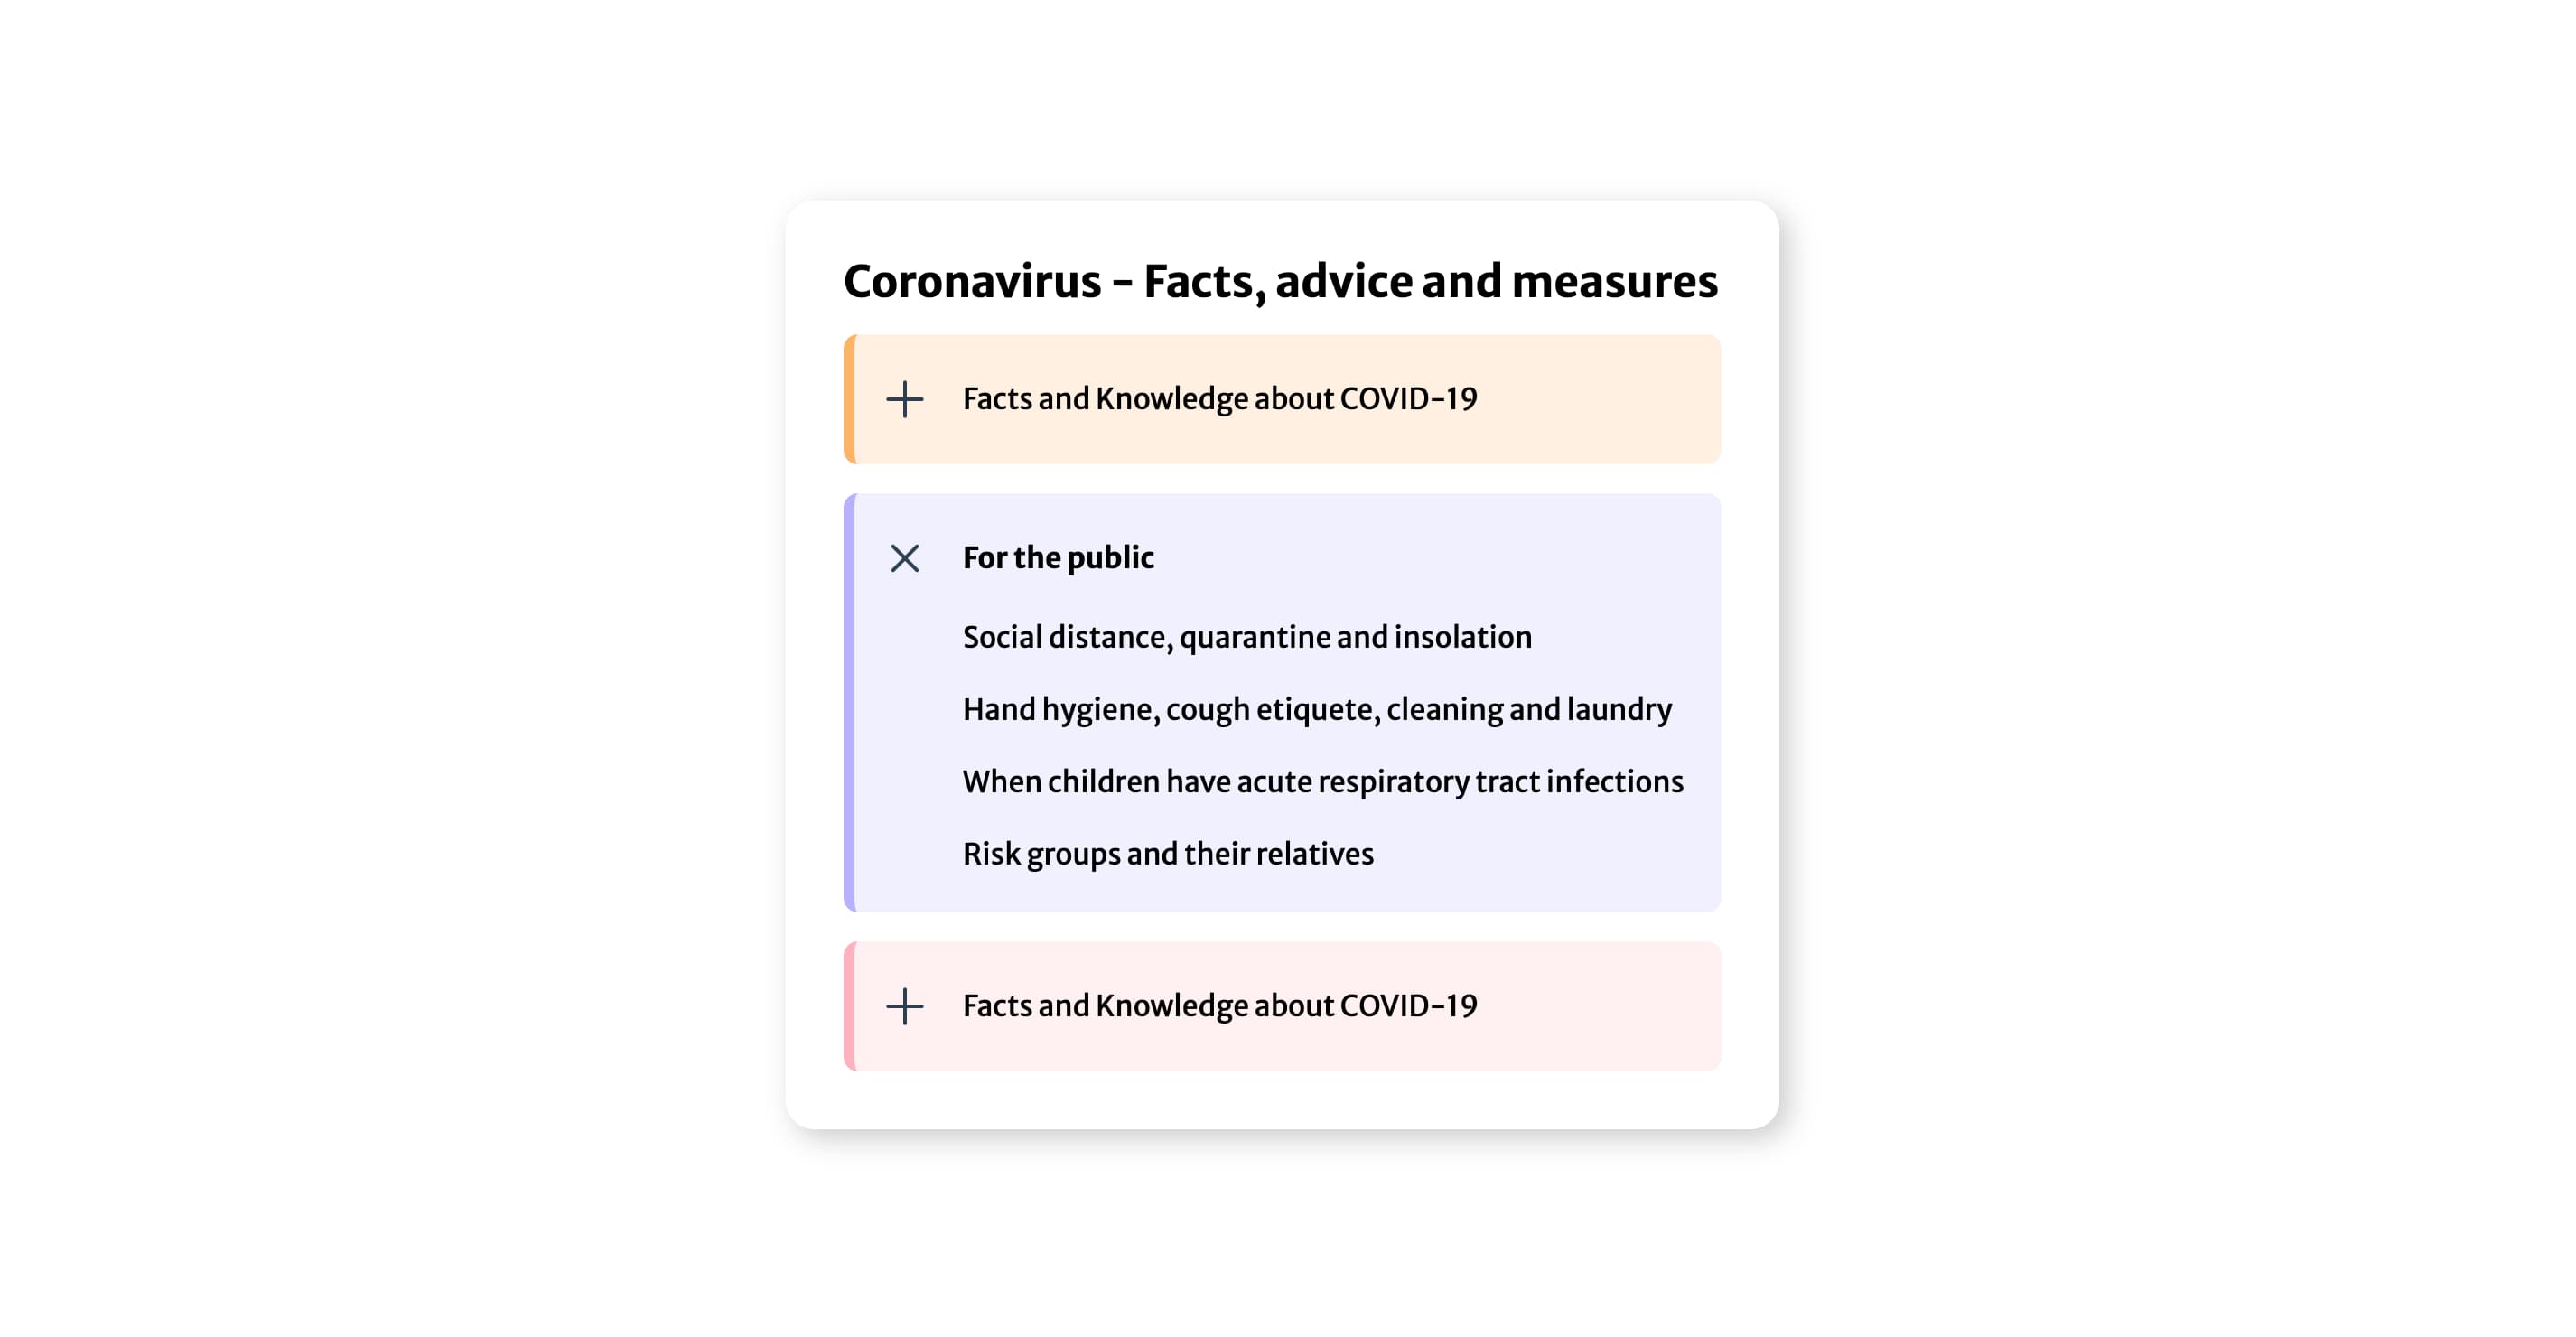 Coronavirus - Facts, advice and measures
Facts and Knowledge about COVID-19
For the public
Social distance, quarantine and insolation
Hand hygiene, cough etiquete, cleaning and laundry
When children have acute respiratory tract infections
Risk groups and their relatives
Facts and Knowledge about COVID-19